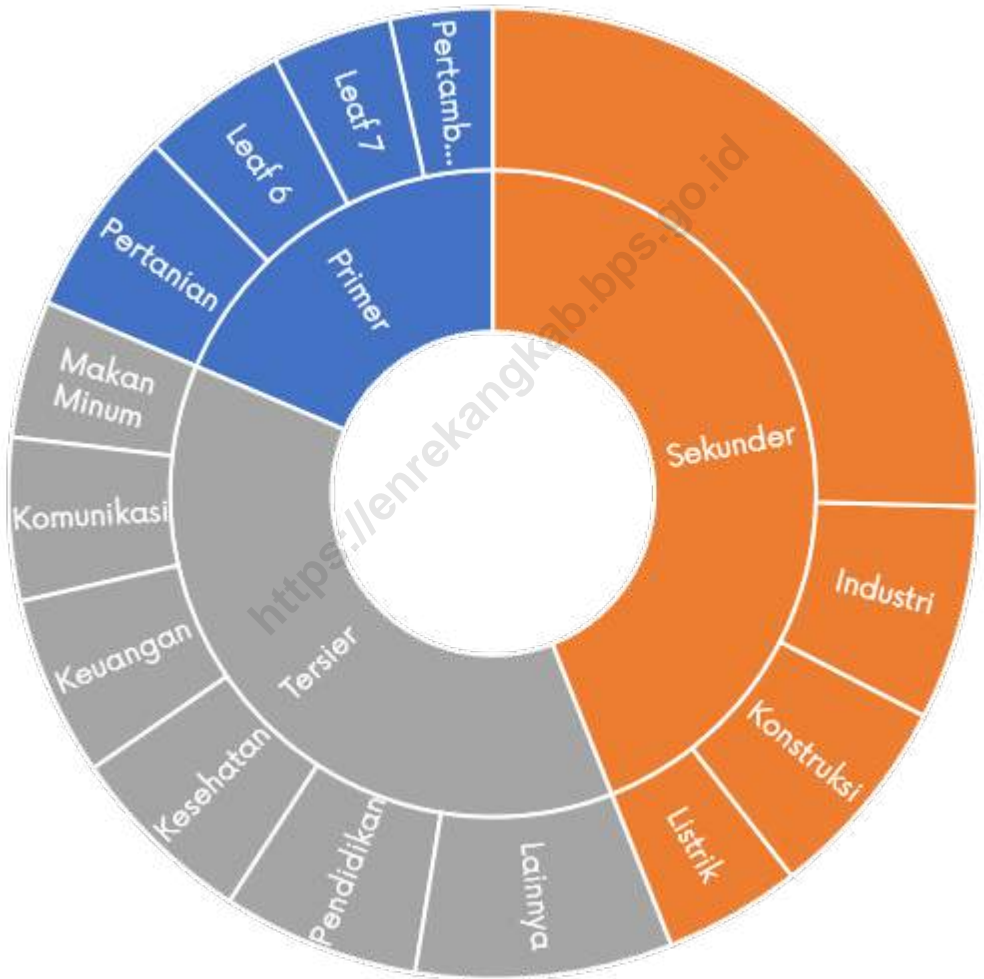 Pertamb...
Leaf 7
Leaf 6
Pertanian
Primer
Makan
Minum
Komunikasi
Keuangan
Kesehatan
Pendidikan
Lainnya
Tersier
Sekunder
Industri
Konstruksi
Listrik
https://enrekangkab.bps.go.id